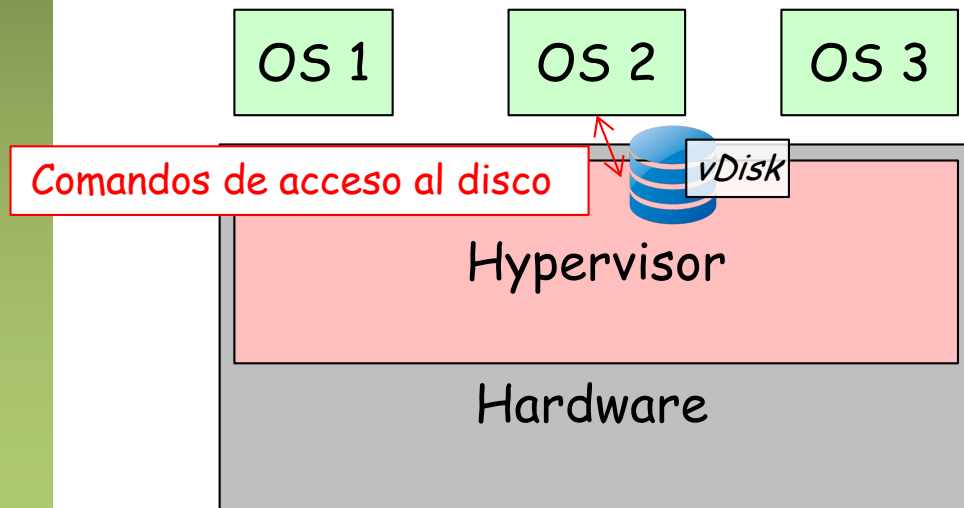 OS 1
OS 2
OS 3
Comandos de acceso al disco
vDisk
Hypervisor
Hardware